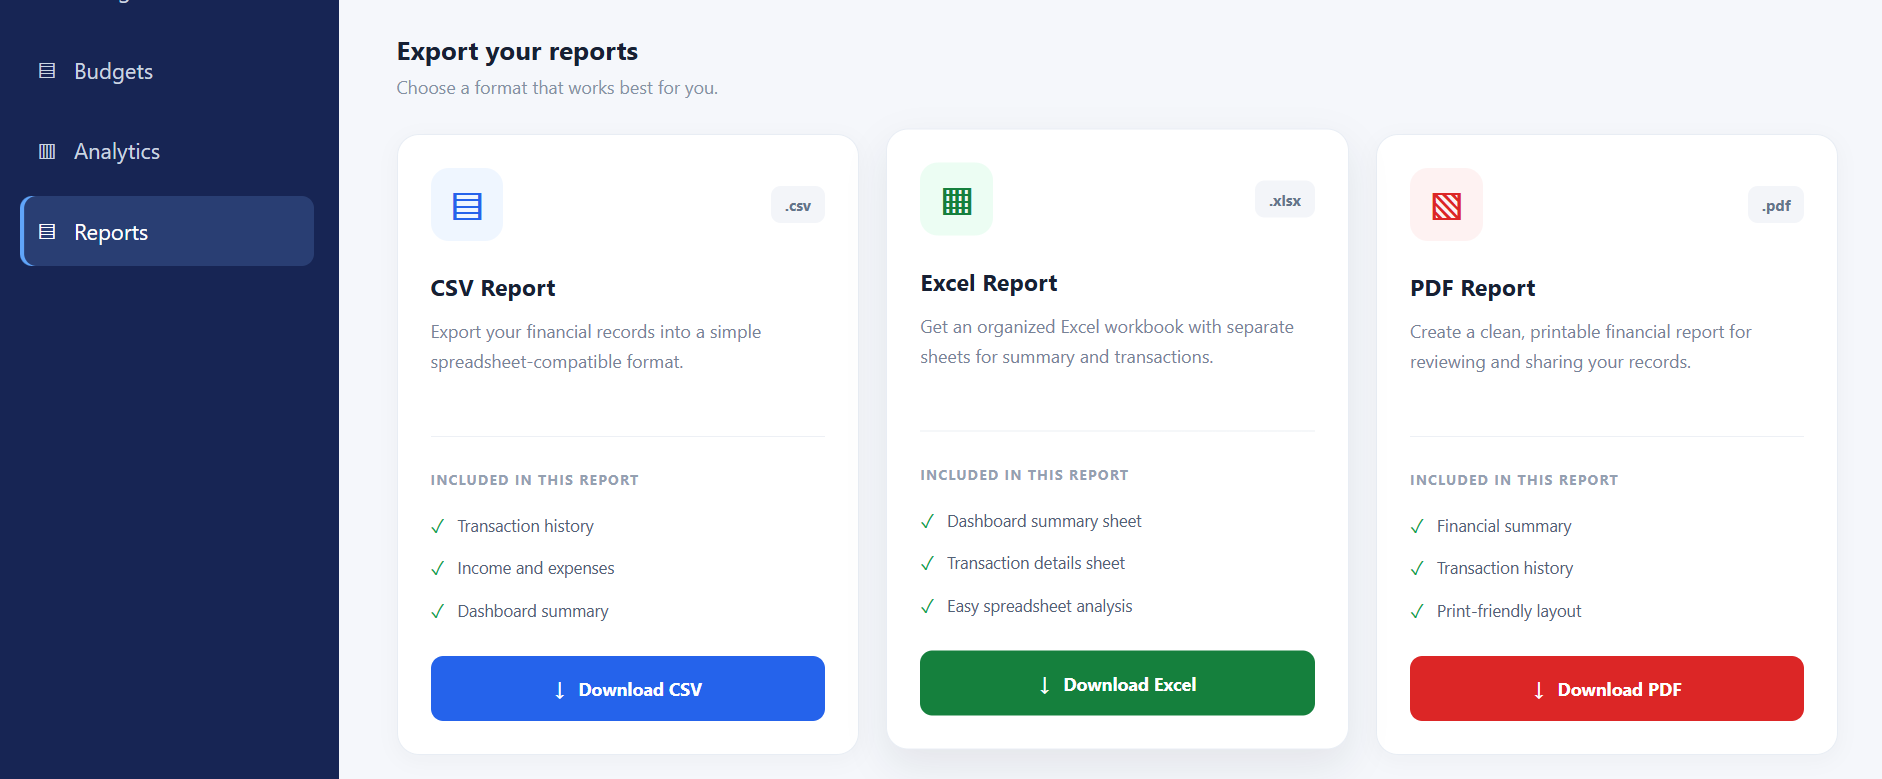 Budgets
Analytics
Reports
Export your reports
Choose a format that works best for you.
.csv
CSV Report
Export your financial records into a simple
spreadsheet-compatible format.
INCLUDED IN THIS REPORT
✓ Transaction history
✓ Income and expenses
✓ Dashboard summary
↓ Download CSV
.xlsx
Excel Report
Get an organized Excel workbook with separate
sheets for summary and transactions.
INCLUDED IN THIS REPORT
✓ Dashboard summary sheet
✓ Transaction details sheet
✓ Easy spreadsheet analysis
↓ Download Excel
.pdf
PDF Report
Create a clean, printable financial report for
reviewing and sharing your records.
INCLUDED IN THIS REPORT
✓ Financial summary
✓ Transaction history
✓ Print-friendly layout
↓ Download PDF